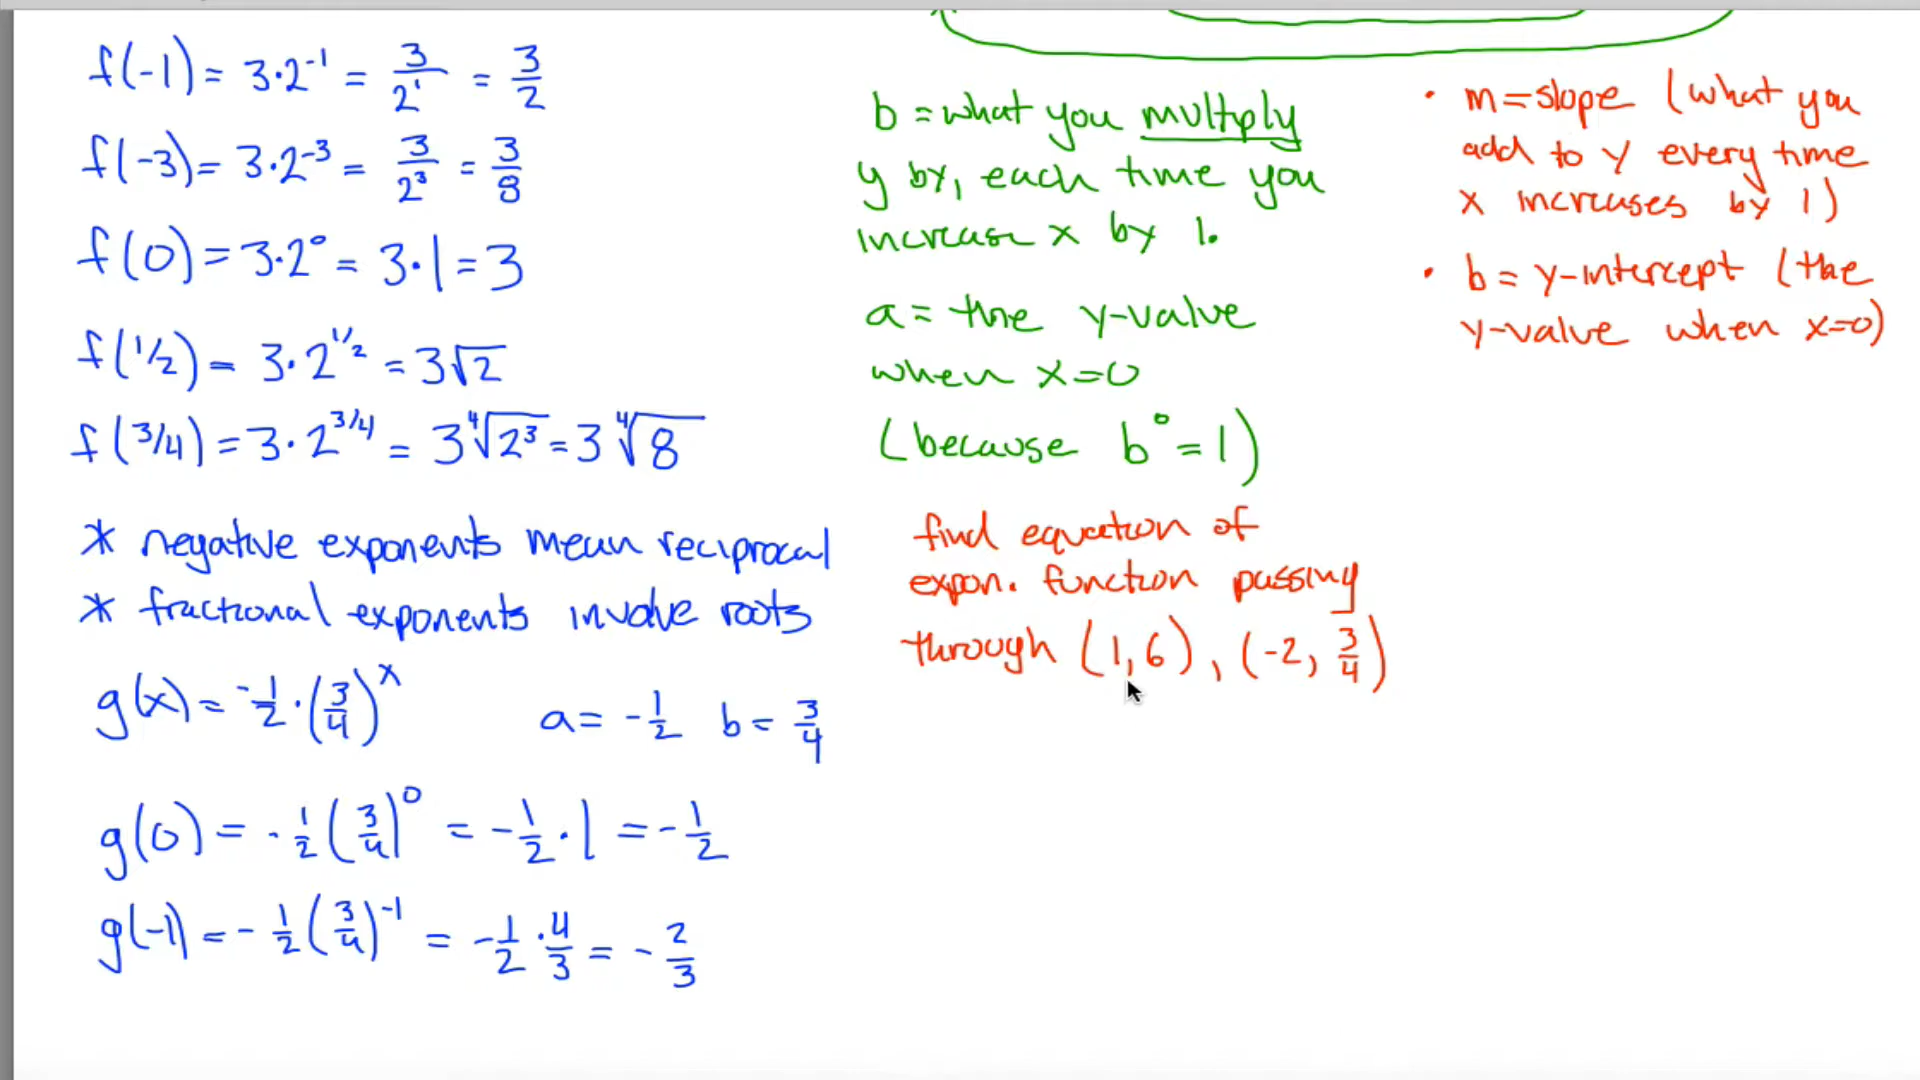 f(-1) = 3·2⁻¹ = 3/2¹ = 3/2
f(-3) = 3·2⁻³ = 3/2³ = 3/8
f(0) = 3·2⁰ = 3·1 = 3
f(1/2) = 3·2^(1/2) = 3√2
f(3/4) = 3·2^(3/4) = 3⁴√2³ = 3⁴√8
* negative exponents mean reciprocal
* fractional exponents involve roots
g(x) = -1/2·(3/4)^x a = -1/2 b = 3/4
g(0) = -1/2(3/4)⁰ = -1/2·1 = -1/2
g(-1) = -1/2(3/4)⁻¹ = -1/2·4/3 = -2/3
b = what you multiply
y by, each time you
increase x by 1.
a = the y-value
when x=0
(because b⁰ = 1)
find equation of
expon. function passing
through (1,6), (-2, 3/4)
• m = slope (what you
add to y every time
x increases by 1)
• b = y-intercept (the
y-value when x=0)